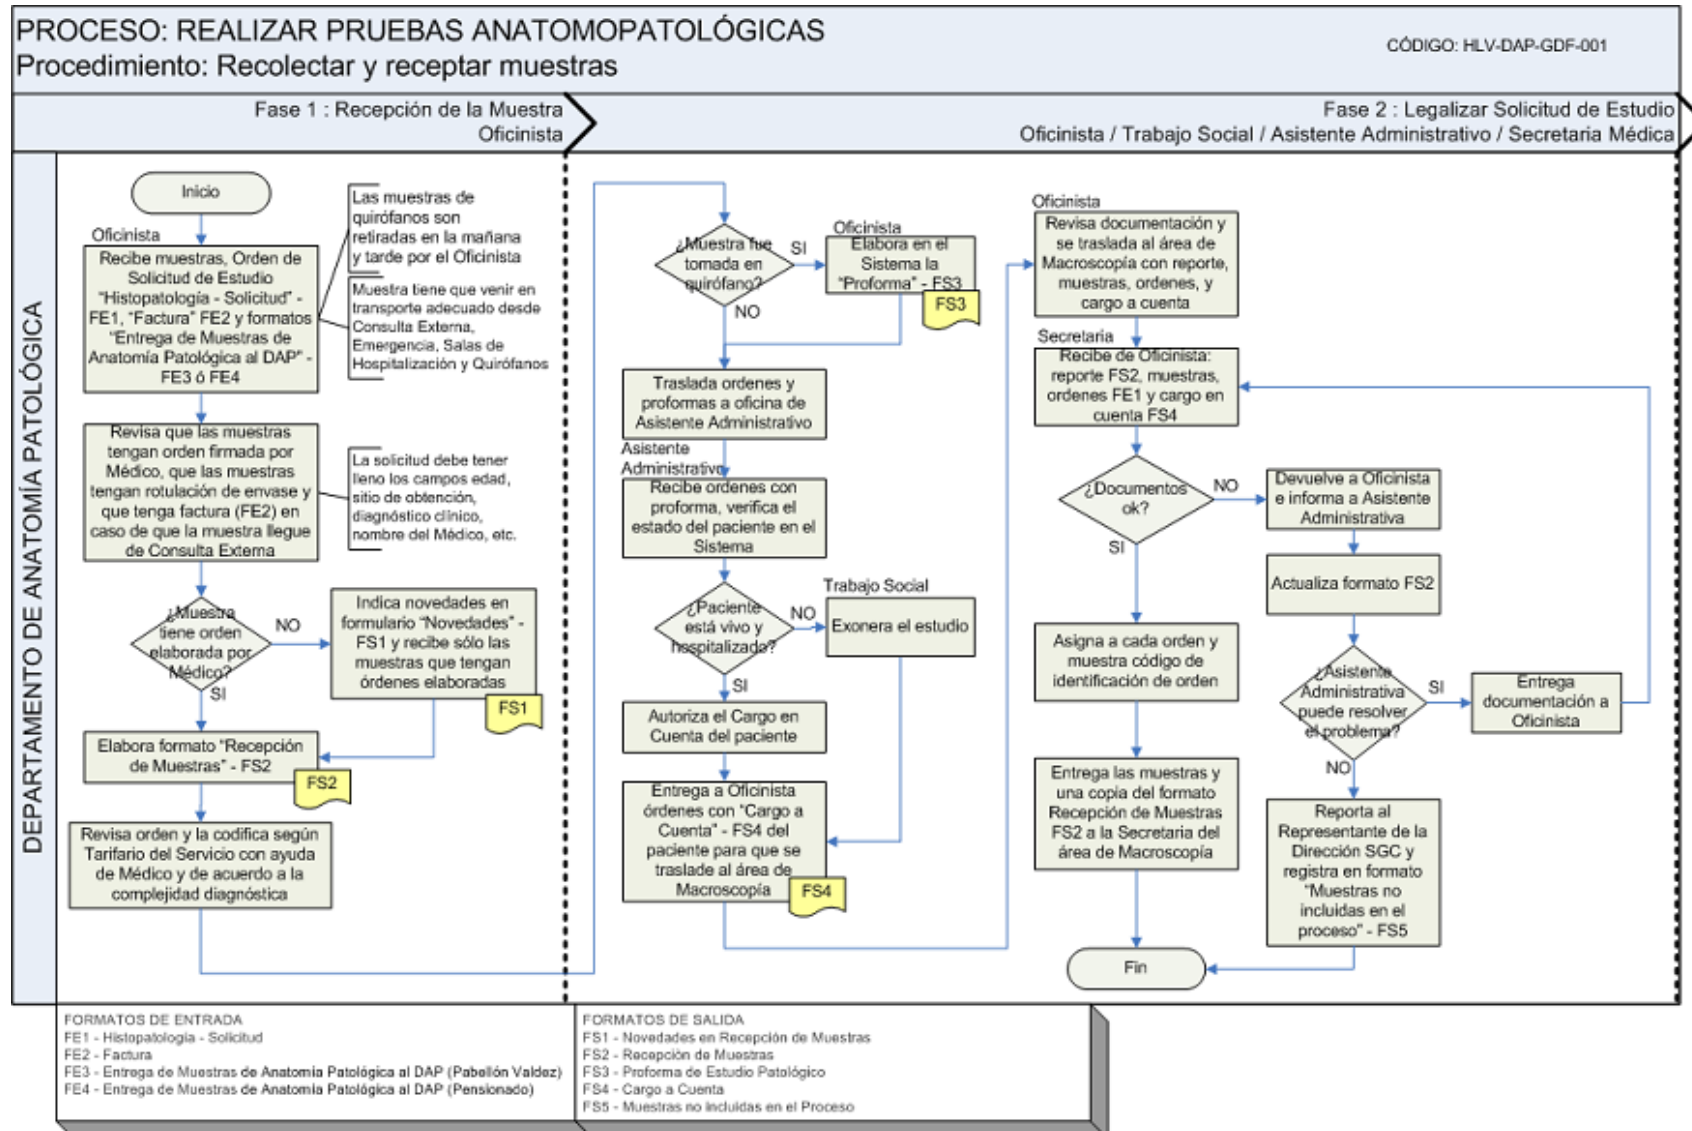 PROCESO: REALIZAR PRUEBAS ANATOMOPATOLÓGICAS
Procedimiento: Recolectar y receptar muestras
CÓDIGO: HLV-DAP-GDF-001
Fase 1 : Recepción de la Muestra
Oficinista
Fase 2 : Legalizar Solicitud de Estudio
Oficinista / Trabajo Social / Asistente Administrativo / Secretaria Médica
DEPARTAMENTO DE ANATOMÍA PATOLÓGICA
Inicio
Oficinista
Recibe muestras, Orden de
Solicitud de Estudio
“Histopatología - Solicitud” -
FE1, “Factura” FE2 y formatos
“Entrega de Muestras de
Anatomía Patológica al DAP” -
FE3 ó FE4
Las muestras de
quirófanos son
retiradas en la mañana
y tarde por el Oficinista
Muestra tiene que venir en
transporte adecuado desde
Consulta Externa,
Emergencia, Salas de
Hospitalización y Quirófanos
Revisa que las muestras
tengan orden firmada por
Médico, que las muestras
tengan rotulación de envase y
que tenga factura (FE2) en
caso de que la muestra llegue
de Consulta Externa
La solicitud debe tener
lleno los campos edad,
sitio de obtención,
diagnóstico clínico,
nombre del Médico, etc.
¿Muestra
tiene orden
elaborada por
Médico?
NO
SI
Indica novedades en
formulario “Novedades” -
FS1 y recibe sólo las
muestras que tengan
órdenes elaboradas
FS1
Elabora formato “Recepción
de Muestras” - FS2
FS2
Revisa orden y la codifica según
Tarifario del Servicio con ayuda
de Médico y de acuerdo a la
complejidad diagnóstica
¿Muestra fue
tomada en
quirófano?
SI
NO
Oficinista
Elabora en el
Sistema la
“Proforma” - FS3
FS3
Traslada ordenes y
proformas a oficina de
Asistente Administrativo
Asistente
Administrativo
Recibe ordenes con
proforma, verifica el
estado del paciente en el
Sistema
¿Paciente
está vivo y
hospitalizado?
NO
SI
Trabajo Social
Exonera el estudio
Autoriza el Cargo en
Cuenta del paciente
Entrega a Oficinista
órdenes con “Cargo a
Cuenta” - FS4 del
paciente para que se
traslade al área de
Macroscopía
FS4
Oficinista
Revisa documentación y
se traslada al área de
Macroscopía con reporte,
muestras, ordenes, y
cargo a cuenta
Secretaria
Recibe de Oficinista:
reporte FS2, muestras,
ordenes FE1 y cargo en
cuenta FS4
¿Documentos
ok?
NO
SI
Devuelve a Oficinista
e informa a Asistente
Administrativa
Actualiza formato FS2
Asigna a cada orden y
muestra código de
identificación de orden
¿Asistente
Administrativa
puede resolver
el problema?
SI
NO
Entrega
documentación a
Oficinista
Entrega las muestras y
una copia del formato
Recepción de Muestras
FS2 a la Secretaria del
área de Macroscopía
Reporta al
Representante de la
Dirección SGC y
registra en formato
“Muestras no
incluidas en el
proceso” - FS5
Fin
FORMATOS DE ENTRADA
FE1 - Histopatologia - Solicitud
FE2 - Factura
FE3 - Entrega de Muestras de Anatomía Patológica al DAP (Pabellón Valdez)
FE4 - Entrega de Muestras de Anatomía Patológica al DAP (Pensionado)
FORMATOS DE SALIDA
FS1 - Novedades en Recepción de Muestras
FS2 - Recepción de Muestras
FS3 - Proforma de Estudio Patológico
FS4 - Cargo a Cuenta
FS5 - Muestras no Incluidas en el Proceso